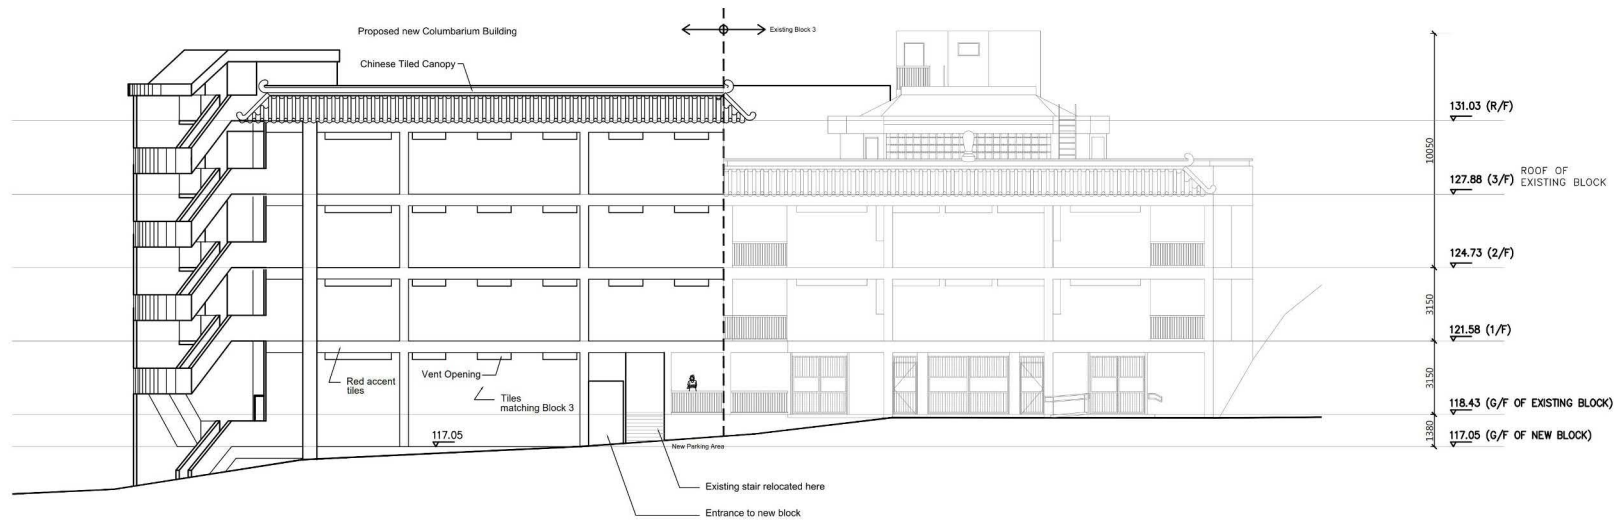 Proposed new Columbarium Building
Existing Block 3
Chinese Tiled Canopy
131.03 (R/F)
10050
127.88 (3/F) ROOF OF
EXISTING BLOCK
124.73 (2/F)
3150
121.58 (1/F)
Vent Opening
Red accent
tiles
3150
Tiles
matching Block 3
118.43 (G/F OF EXISTING BLOCK)
117.05
1380
117.05 (G/F OF NEW BLOCK)
New Parking Area
Existing stair relocated here
Entrance to new block